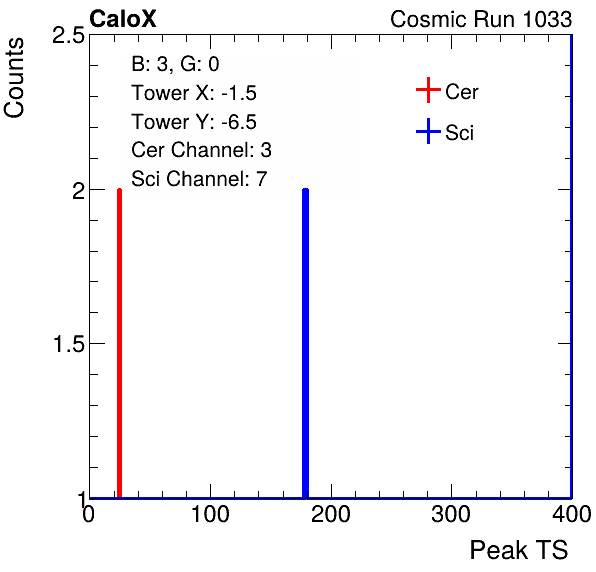 CaloX Cosmic Run 1033
Counts
2.5
2
1.5
1
B: 3, G: 0
Tower X: -1.5
Tower Y: -6.5
Cer Channel: 3
Sci Channel: 7
Cer
Sci
0 100 200 300 400
Peak TS